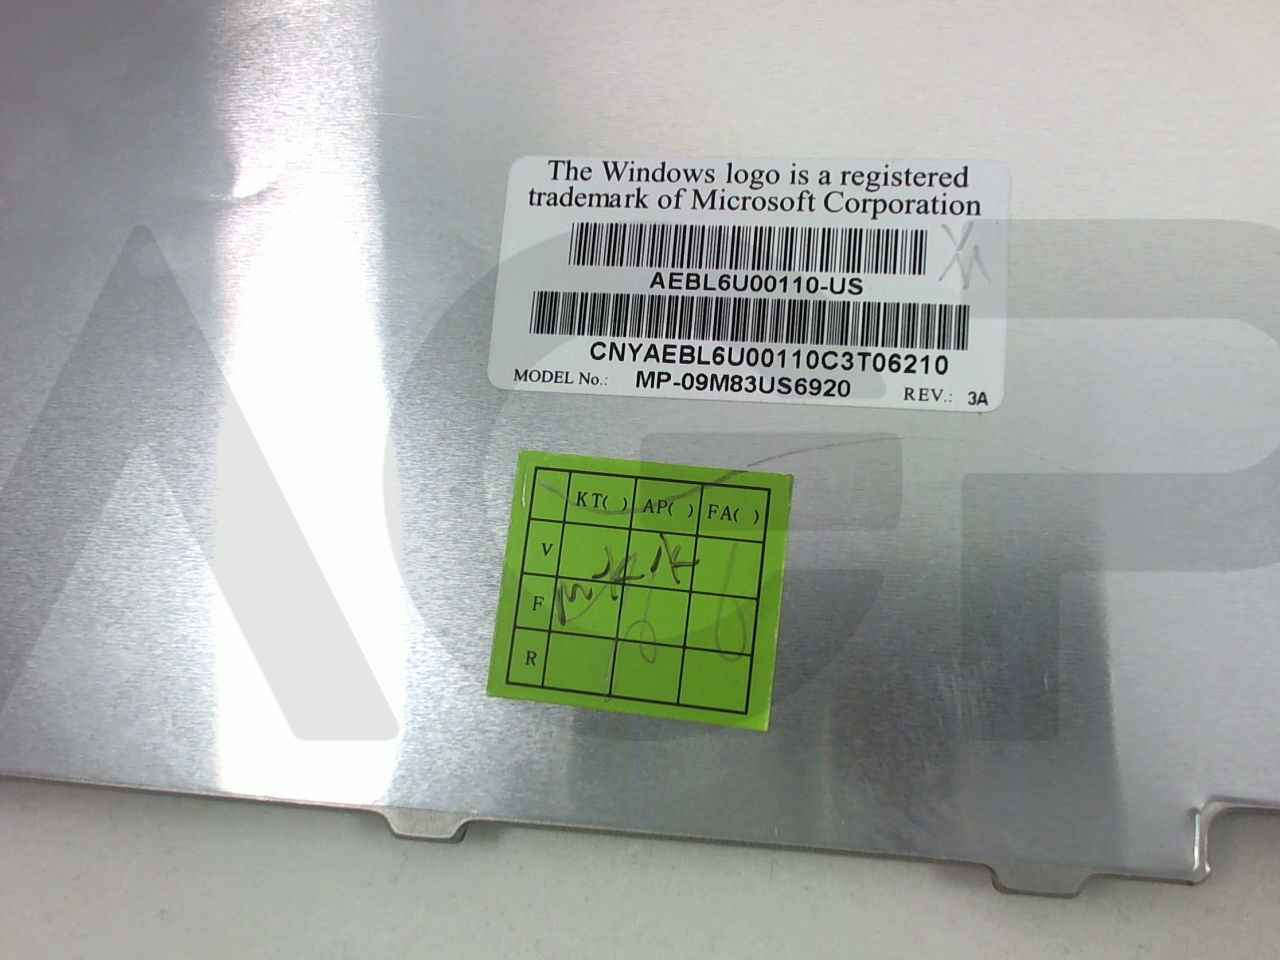 The Windows logo is a registered
trademark of Microsoft Corporation
AEBL6U00110-US
CNYAEBL6U00110C3T06210
MODEL No.: MP-09M83US6920 REV.: 3A
KT( ) AP( ) FA( )
V
F
R